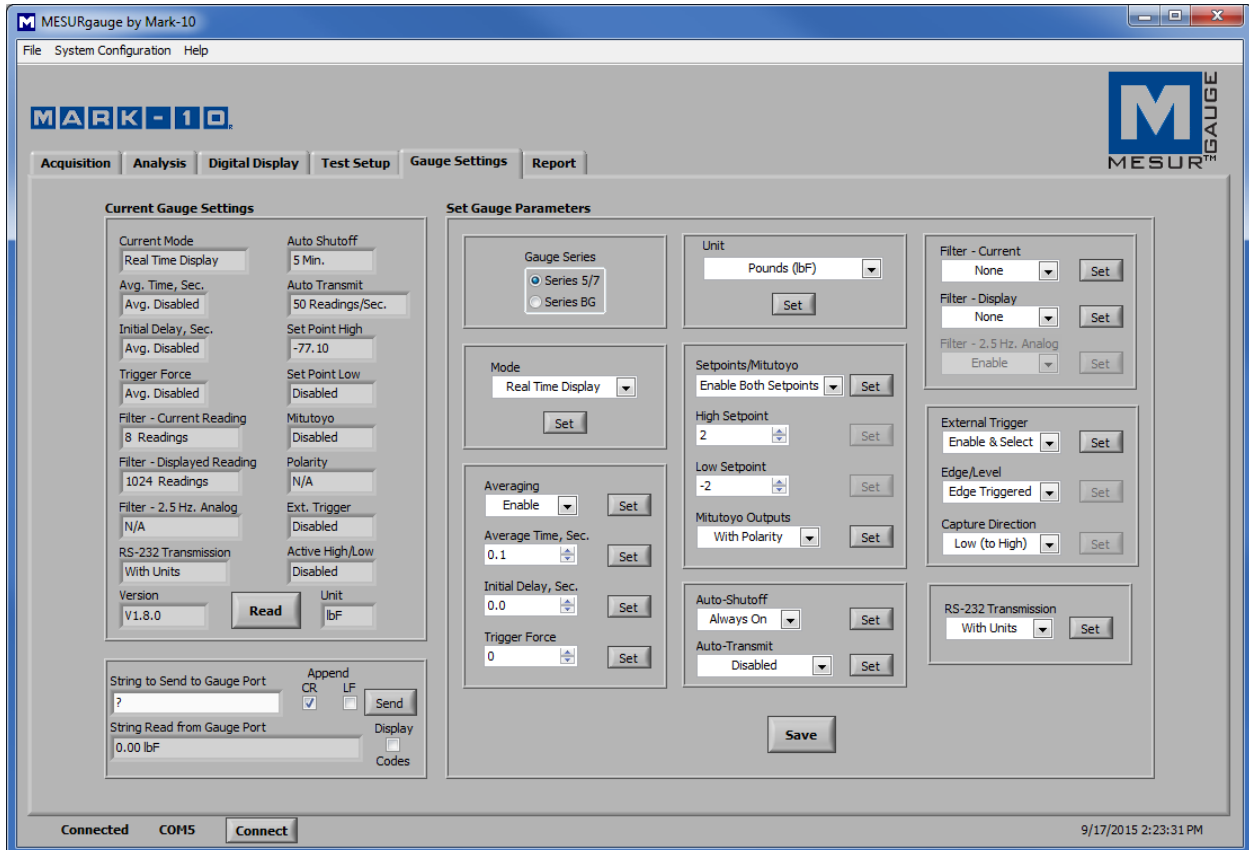 MESURgauge by Mark-10
File System Configuration Help
MARK-10
MESUR GAUGE™
Acquisition Analysis Digital Display Test Setup Gauge Settings Report
Current Gauge Settings
Current Mode Auto Shutoff
Real Time Display 5 Min.
Avg. Time, Sec. Auto Transmit
Avg. Disabled 50 Readings/Sec.
Initial Delay, Sec. Set Point High
Avg. Disabled -77.10
Trigger Force Set Point Low
Avg. Disabled Disabled
Filter - Current Reading Mitutoyo
8 Readings Disabled
Filter - Displayed Reading Polarity
1024 Readings N/A
Filter - 2.5 Hz. Analog Ext. Trigger
N/A Disabled
RS-232 Transmission Active High/Low
With Units Disabled
Version Unit
V1.8.0 Read lbF
String to Send to Gauge Port Append
CR LF
? Send
String Read from Gauge Port Display
0.00 lbF
Codes
Set Gauge Parameters
Gauge Series
Series 5/7
Series BG
Mode
Real Time Display
Set
Averaging
Enable Set
Average Time, Sec.
0.1 Set
Initial Delay, Sec.
0.0 Set
Trigger Force
0 Set
Unit
Pounds (lbF)
Set
Setpoints/Mitutoyo
Enable Both Setpoints Set
High Setpoint
2 Set
Low Setpoint
-2 Set
Mitutoyo Outputs
With Polarity Set
Auto-Shutoff
Always On Set
Auto-Transmit
Disabled Set
Filter - Current
None Set
Filter - Display
None Set
Filter - 2.5 Hz. Analog
Enable Set
External Trigger
Enable & Select Set
Edge/Level
Edge Triggered Set
Capture Direction
Low (to High) Set
RS-232 Transmission
With Units Set
Save
Connected COM5 Connect 9/17/2015 2:23:31 PM